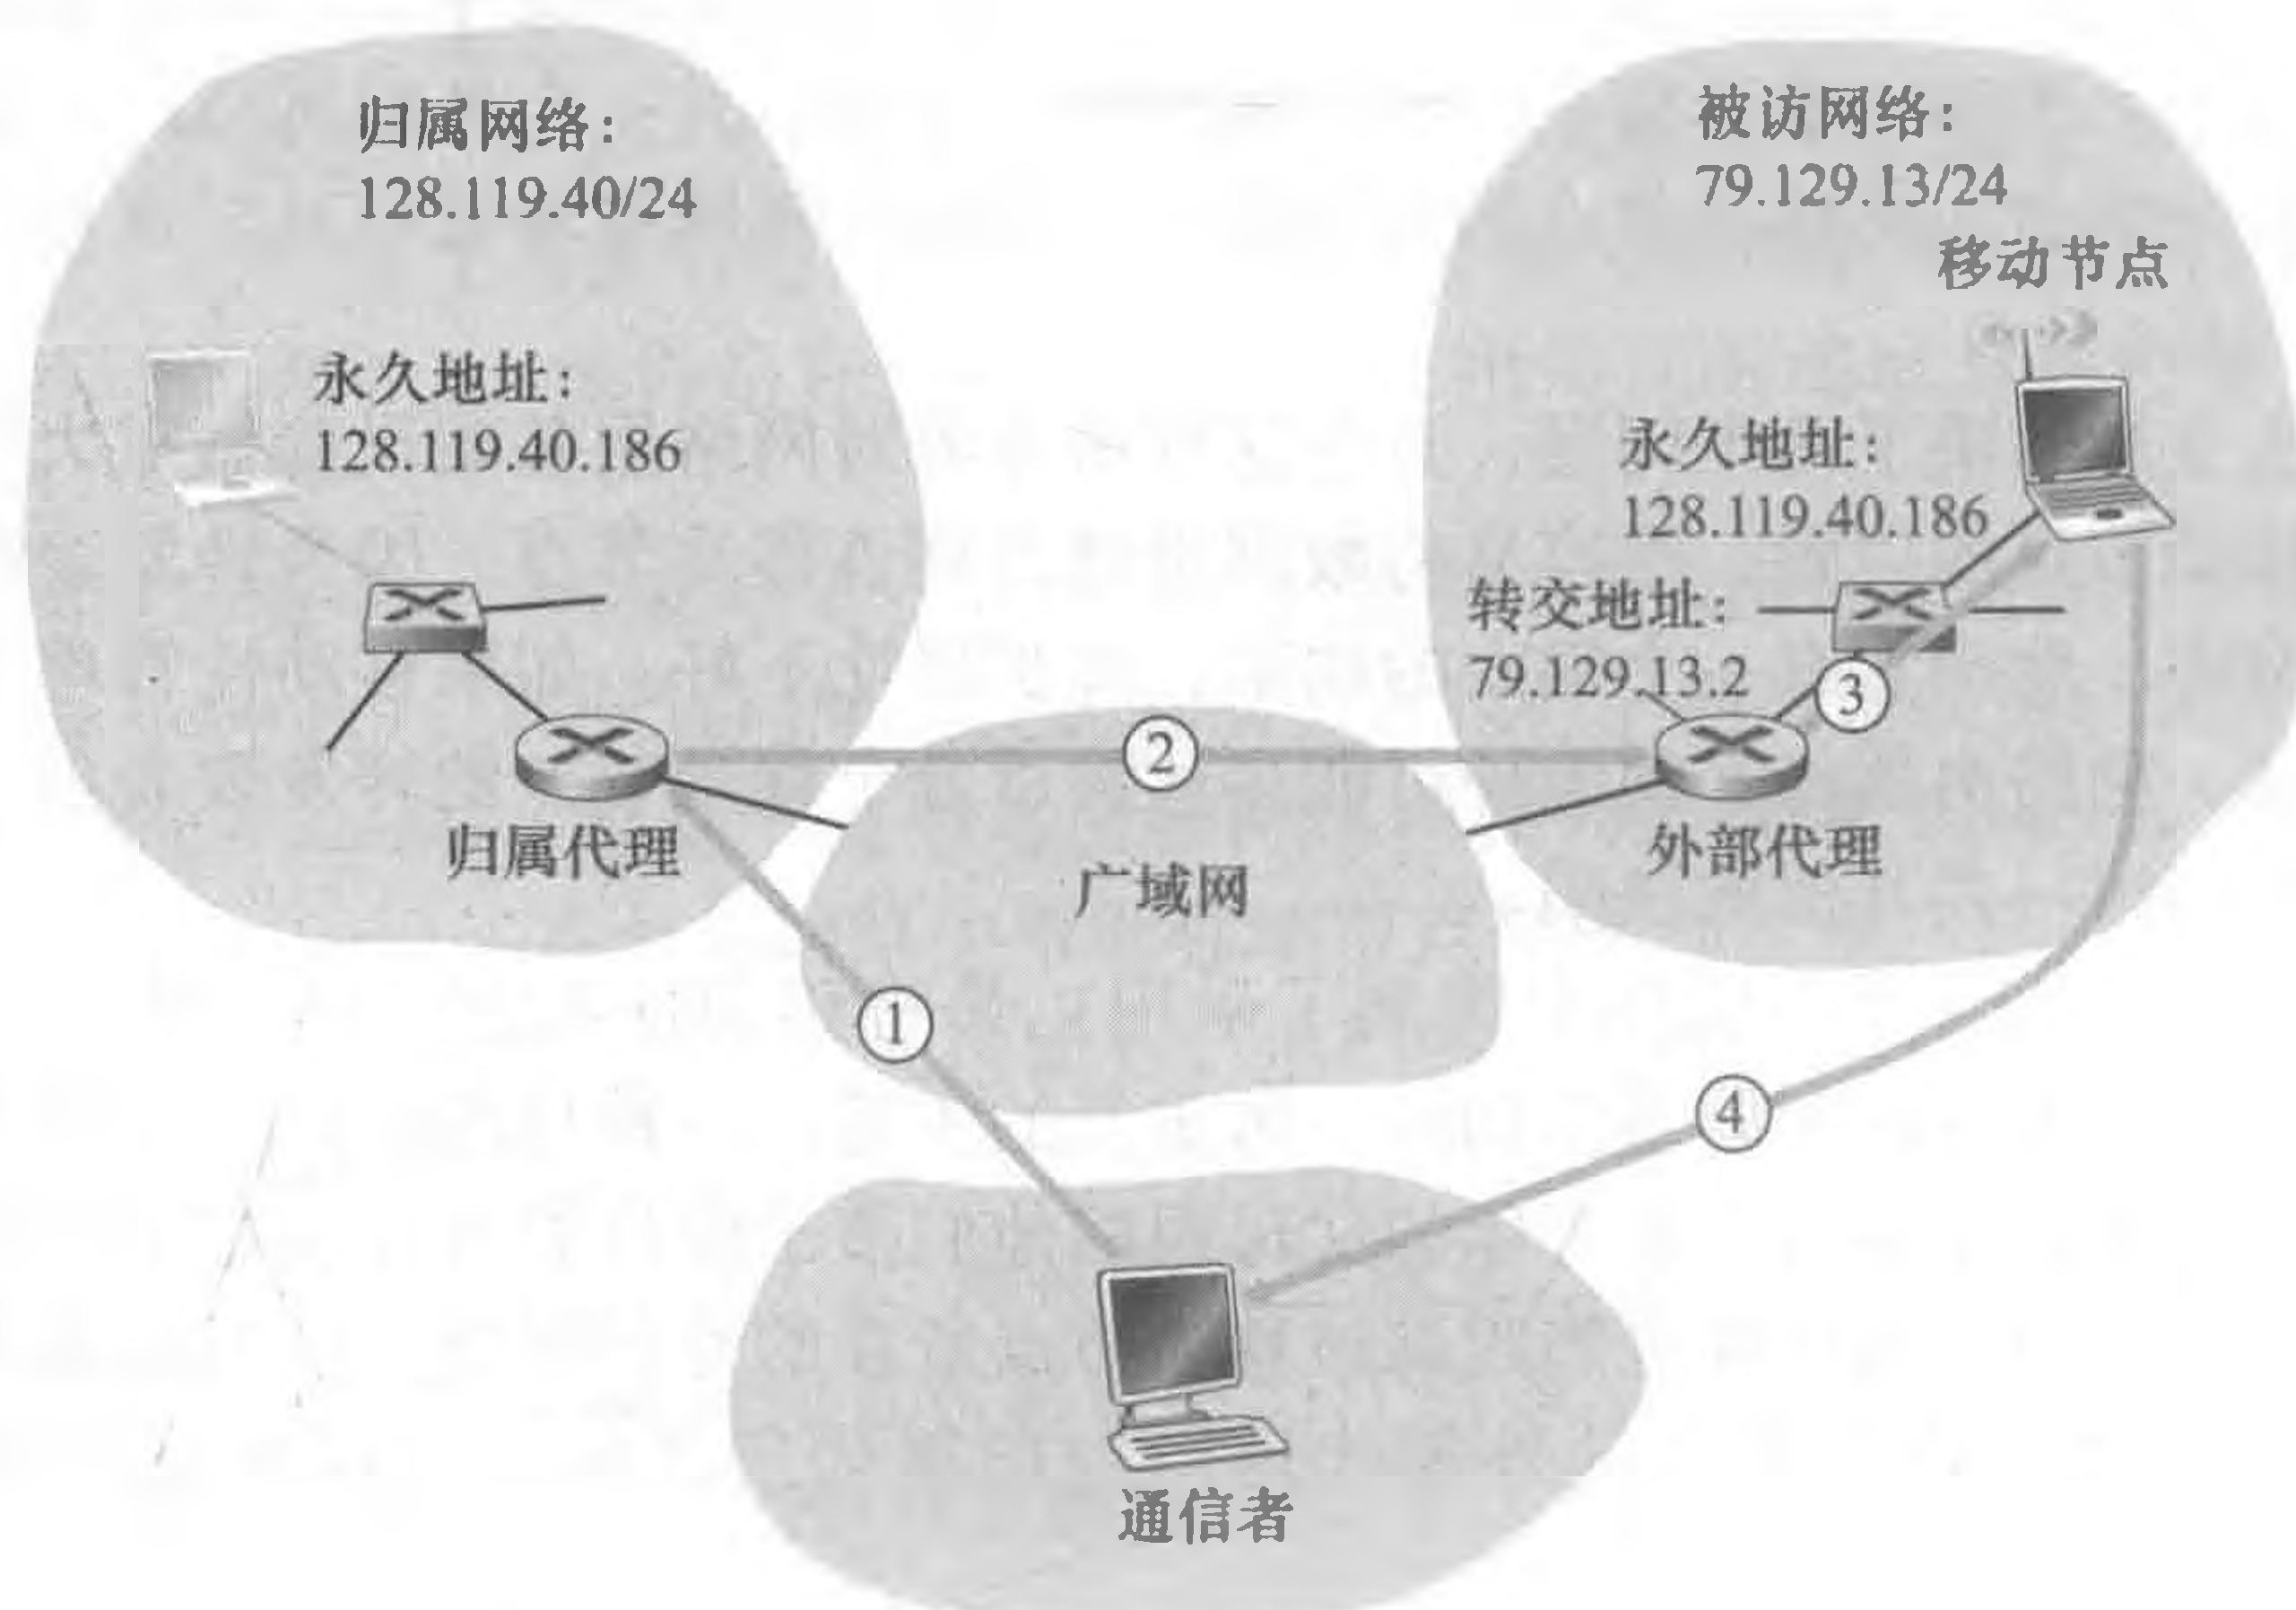 归属网络：
128.119.40/24
被访网络：
79.129.13/24
移动节点
永久地址：
128.119.40.186
永久地址：
128.119.40.186
转交地址：
79.129.13.2
③
②
归属代理
外部代理
广域网
①
④
通信者